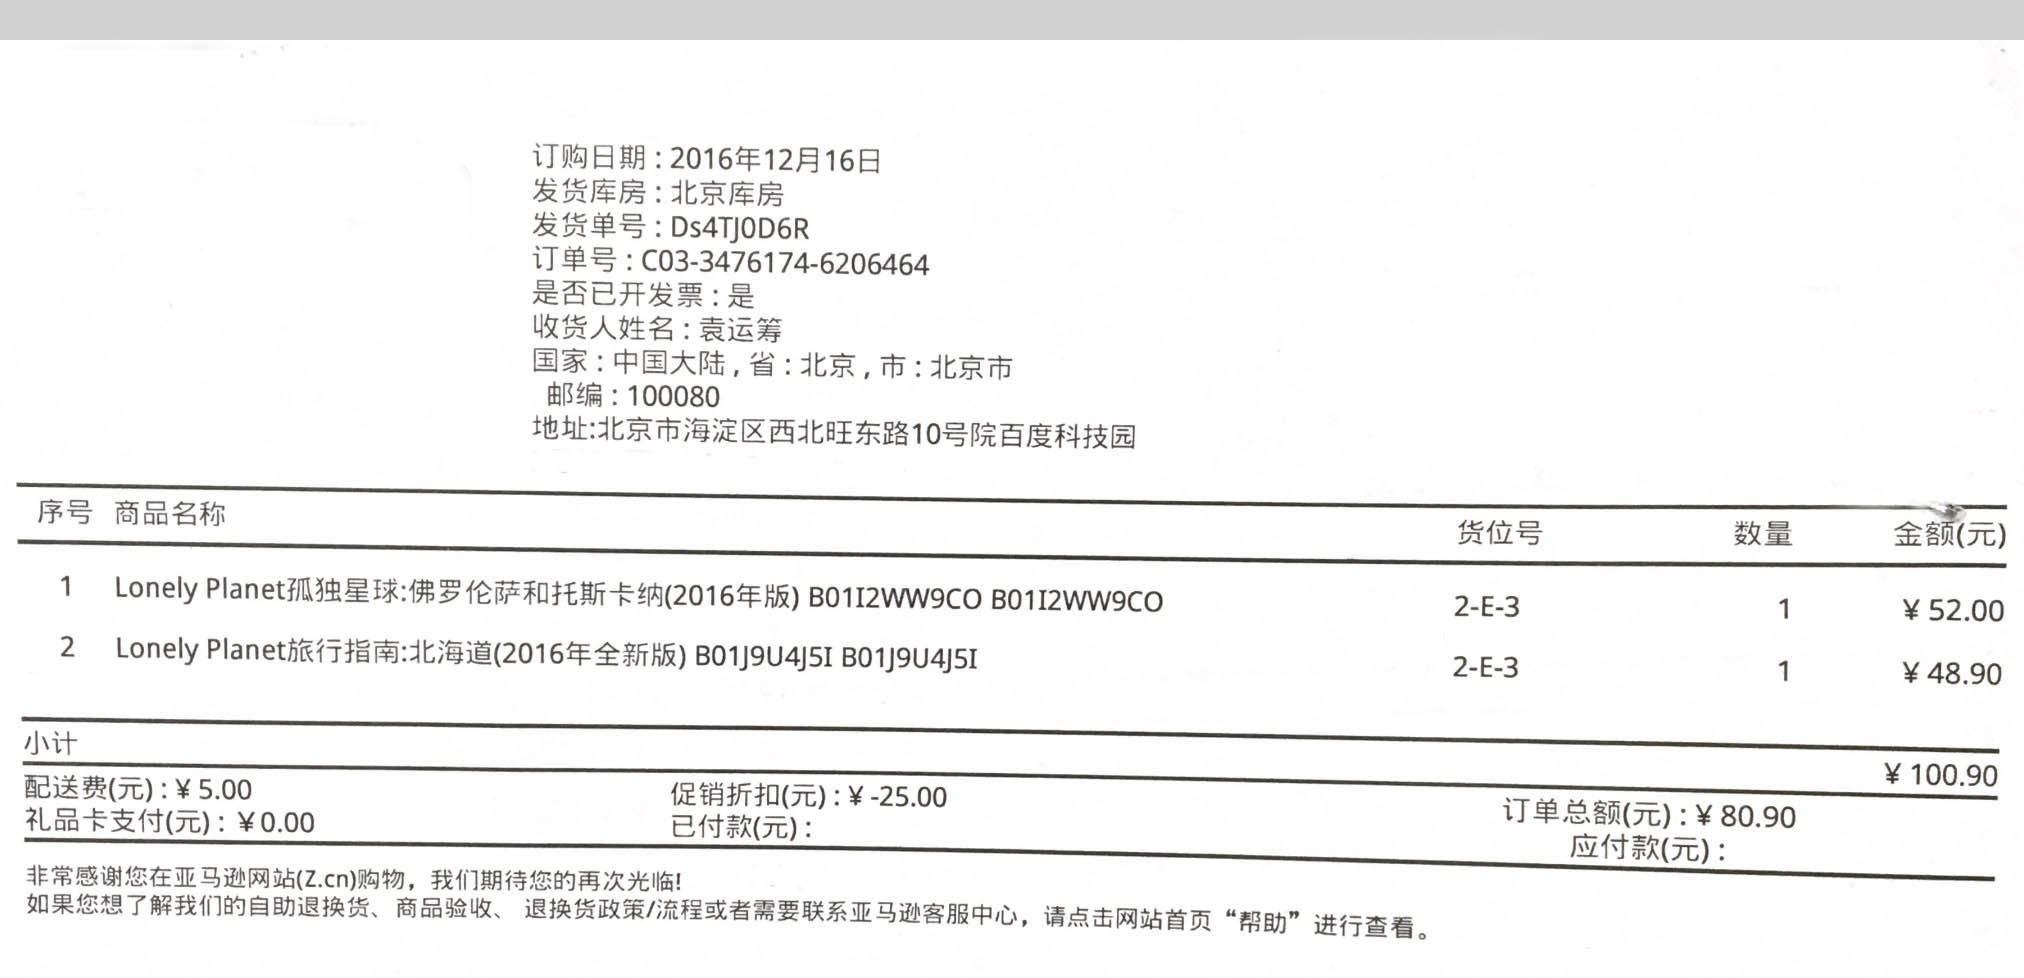 订购日期：2016年12月16日
发货库房：北京库房
发货单号：Ds4TJ0D6R
订单号：C03-3476174-6206464
是否已开发票：是
收货人姓名：袁运筹
国家：中国大陆，省：北京，市：北京市
邮编：100080
地址:北京市海淀区西北旺东路10号院百度科技园
序号 商品名称 货位号 数量 金额(元)
1 Lonely Planet孤独星球:佛罗伦萨和托斯卡纳(2016年版) B01I2WW9CO B01I2WW9CO 2-E-3 1 ¥ 52.00
2 Lonely Planet旅行指南:北海道(2016年全新版) B01J9U4J5I B01J9U4J5I 2-E-3 1 ¥ 48.90
小计 ¥ 100.90
配送费(元)：¥ 5.00 促销折扣(元)：¥ -25.00 订单总额(元)：¥ 80.90
礼品卡支付(元)：¥0.00 已付款(元)： 应付款(元)：
非常感谢您在亚马逊网站(Z.cn)购物，我们期待您的再次光临!
如果您想了解我们的自助退换货、商品验收、 退换货政策/流程或者需要联系亚马逊客服中心，请点击网站首页“帮助”进行查看。